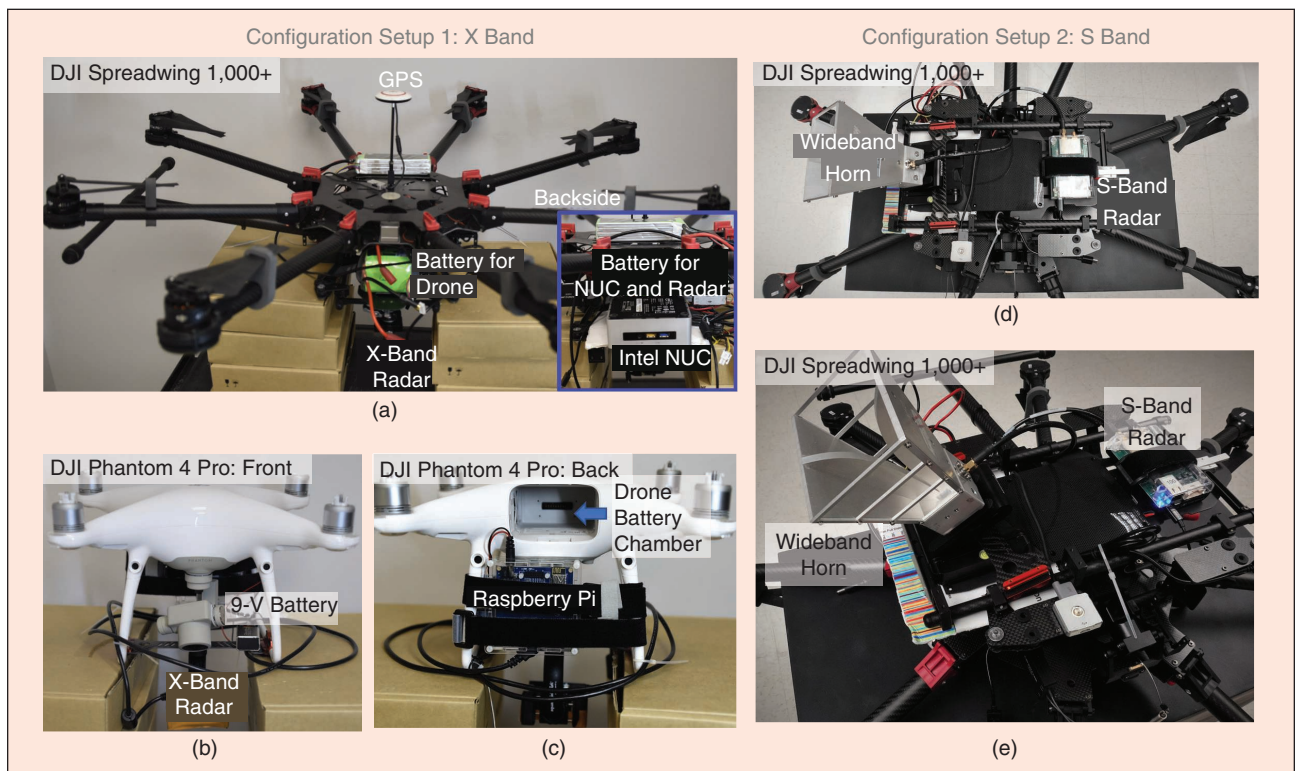 Configuration Setup 1: X Band
DJI Spreadwing 1,000+
GPS
Backside
Battery for
Drone
Battery for
NUC and Radar
X-Band
Radar
Intel NUC
(a)
DJI Phantom 4 Pro: Front
9-V Battery
X-Band
Radar
(b)
DJI Phantom 4 Pro: Back
Drone
Battery
Chamber
Raspberry Pi
(c)
Configuration Setup 2: S Band
DJI Spreadwing 1,000+
Wideband
Horn
S-Band
Radar
(d)
DJI Spreadwing 1,000+
S-Band
Radar
Wideband
Horn
(e)